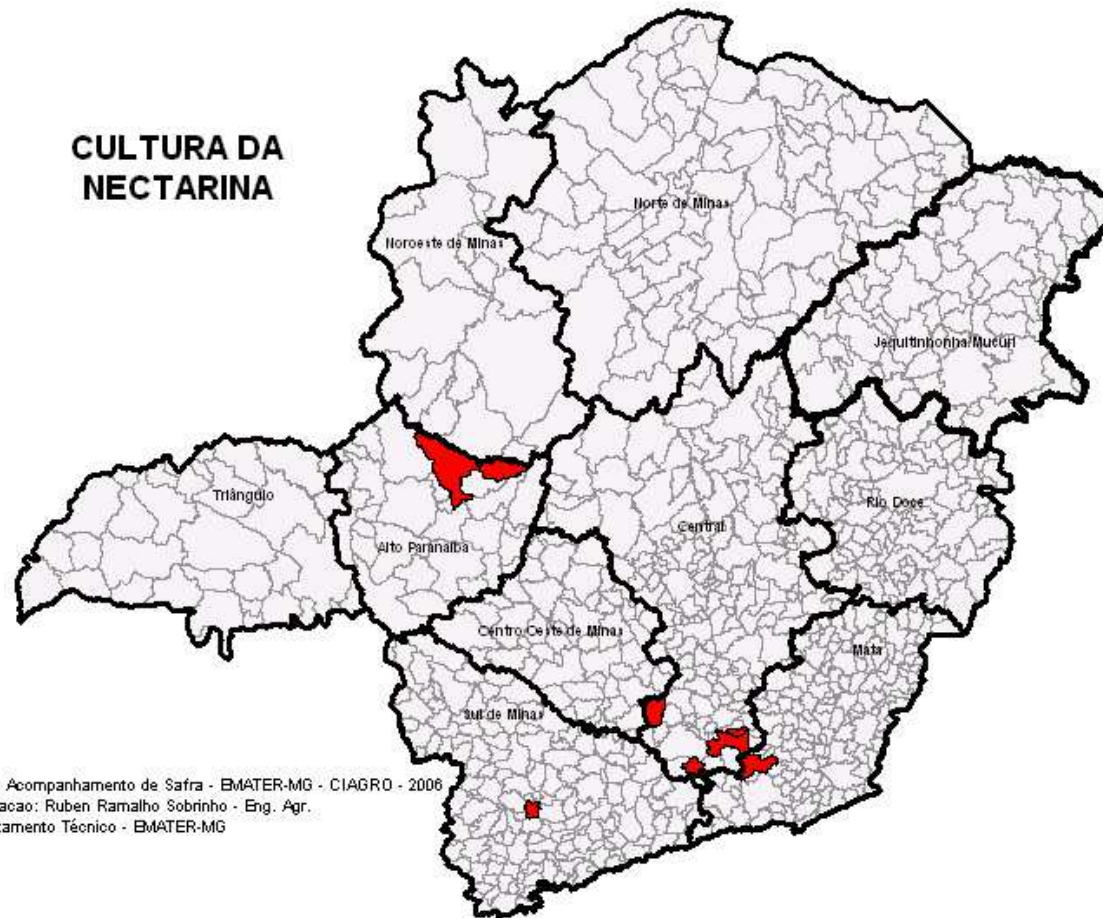 CULTURA DA
NECTARINA
Noroeste de Minas
Norte de Minas
Jequitinhonha/Mucuri
Triângulo
Alto Paranaíba
Central
Rio Doce
Centro Oeste de Minas
Mata
Sul de Minas
Acompanhamento de Safra - EMATER-MG - CIAGRO - 2006
acao: Ruben Ramalho Sobrinho - Eng. Agr.
tamento Técnico - EMATER-MG